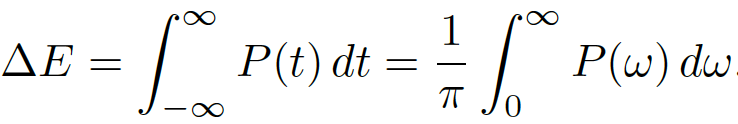 ΔE = ∫_{-∞}^{∞} P(t) dt = \frac{1}{π} ∫_{0}^{∞} P(ω) dω.